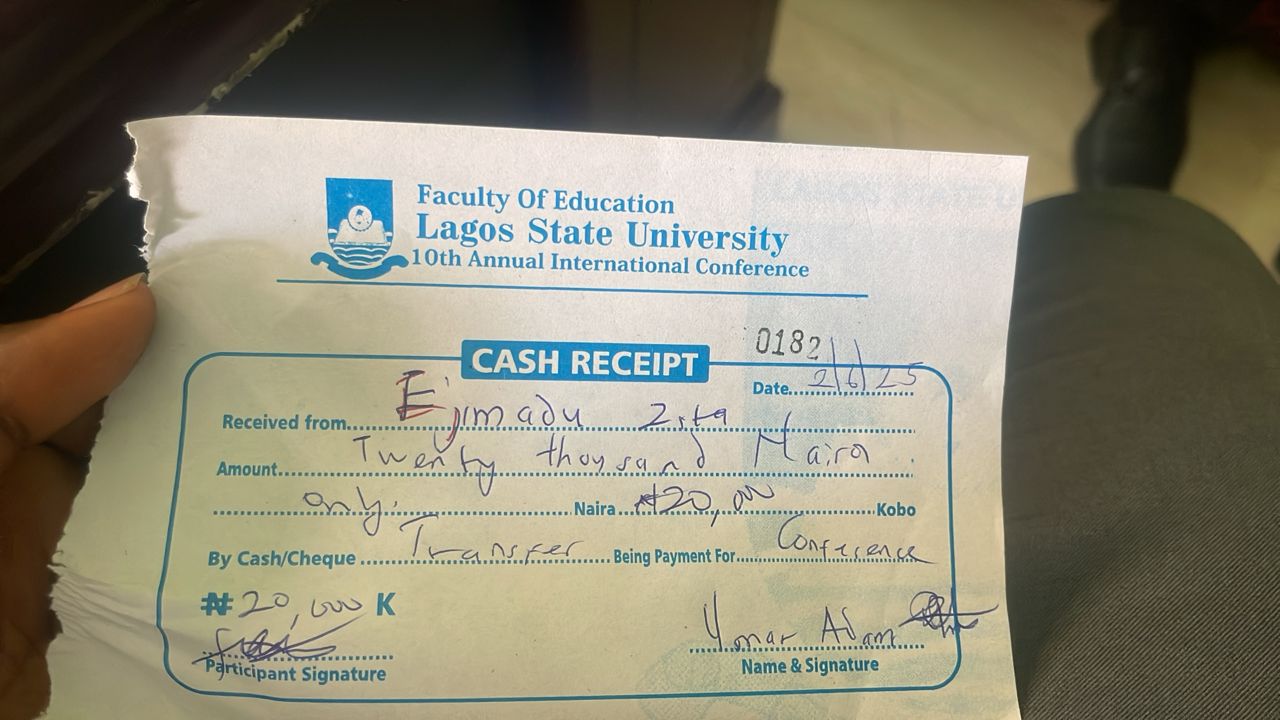 Faculty Of Education
Lagos State University
10th Annual International Conference
0182
CASH RECEIPT
Date 2/6/25
Received from Ejimadu Zita
Amount Twenty thousand Naira
only. Naira ₦20,000 Kobo
By Cash/Cheque Transfer Being Payment For Conference
₦ 20,000 K
Participant Signature
Umar Adam
Name & Signature